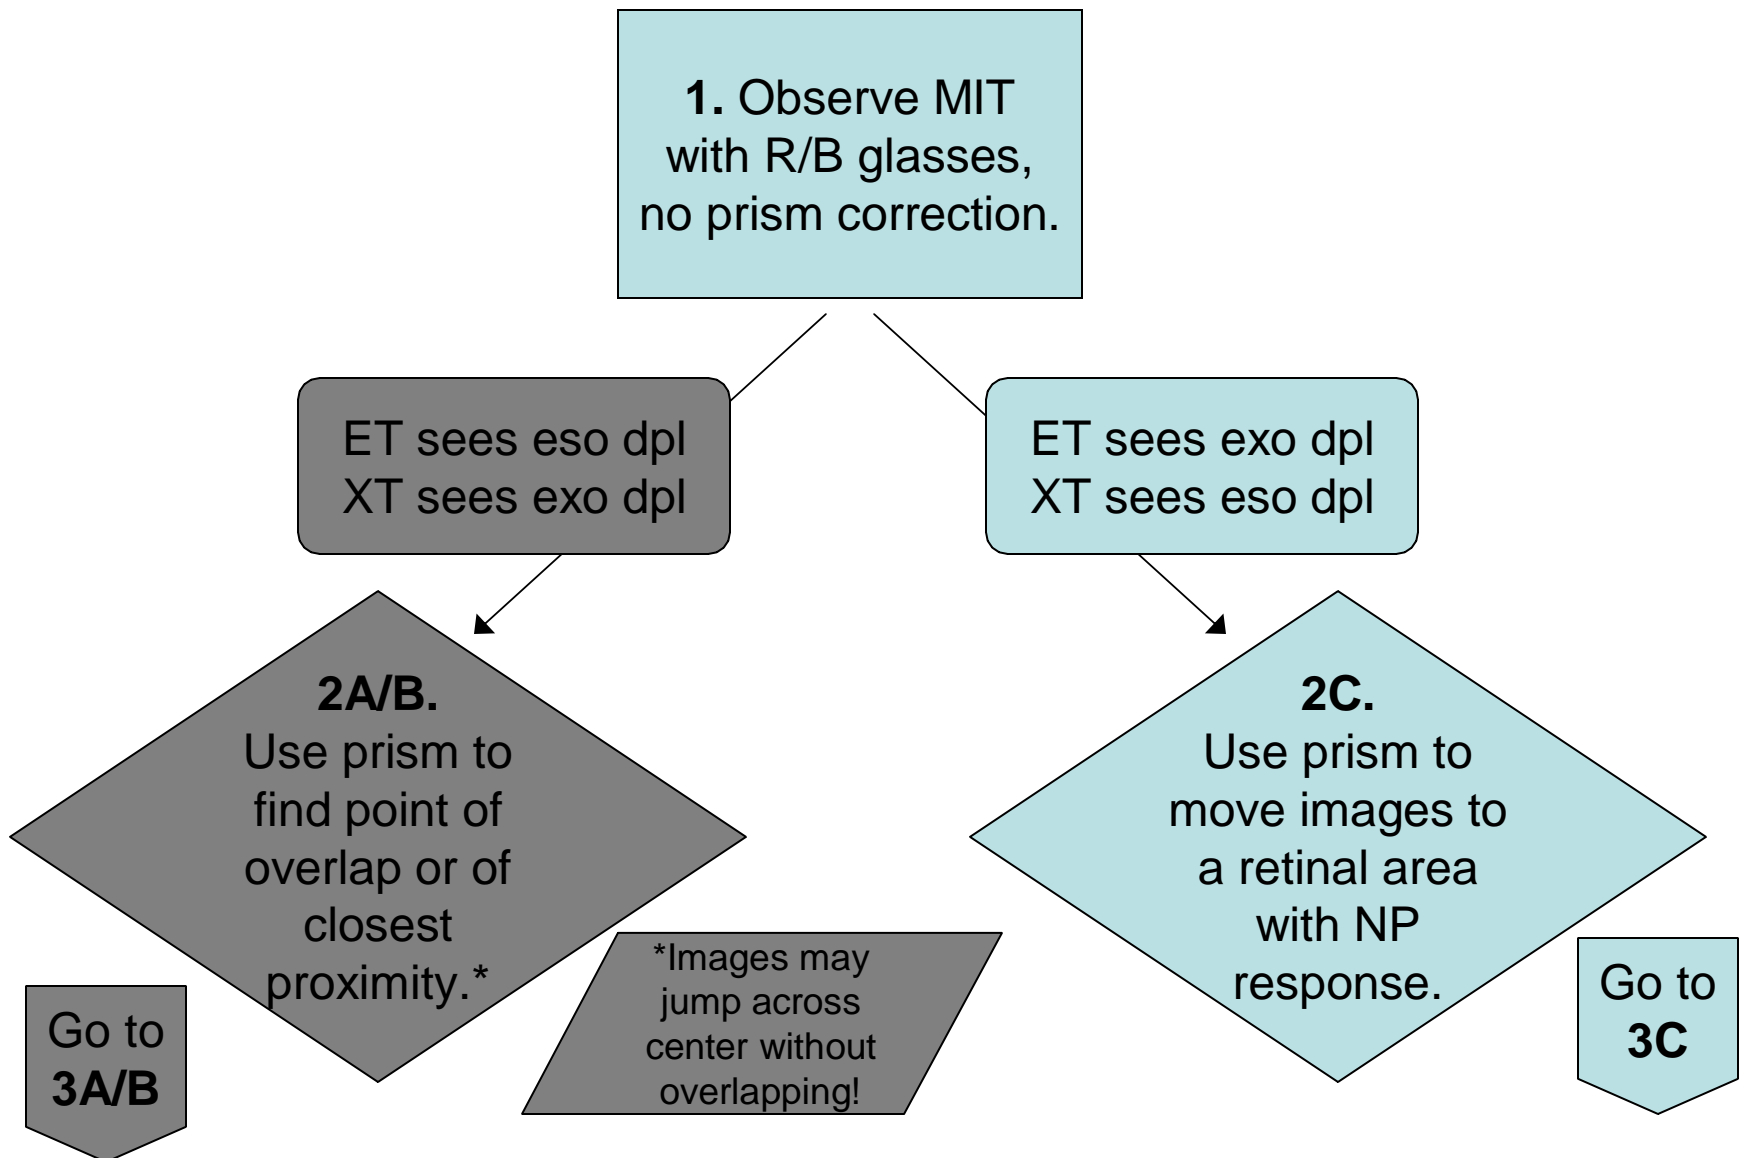 1. Observe MIT
with R/B glasses,
no prism correction.
ET sees eso dpl
XT sees exo dpl
ET sees exo dpl
XT sees eso dpl
2A/B.
Use prism to
find point of
overlap or of
closest
proximity.*
2C.
Use prism to
move images to
a retinal area
with NP
response.
*Images may
jump across
center without
overlapping!
Go to
3A/B
Go to
3C